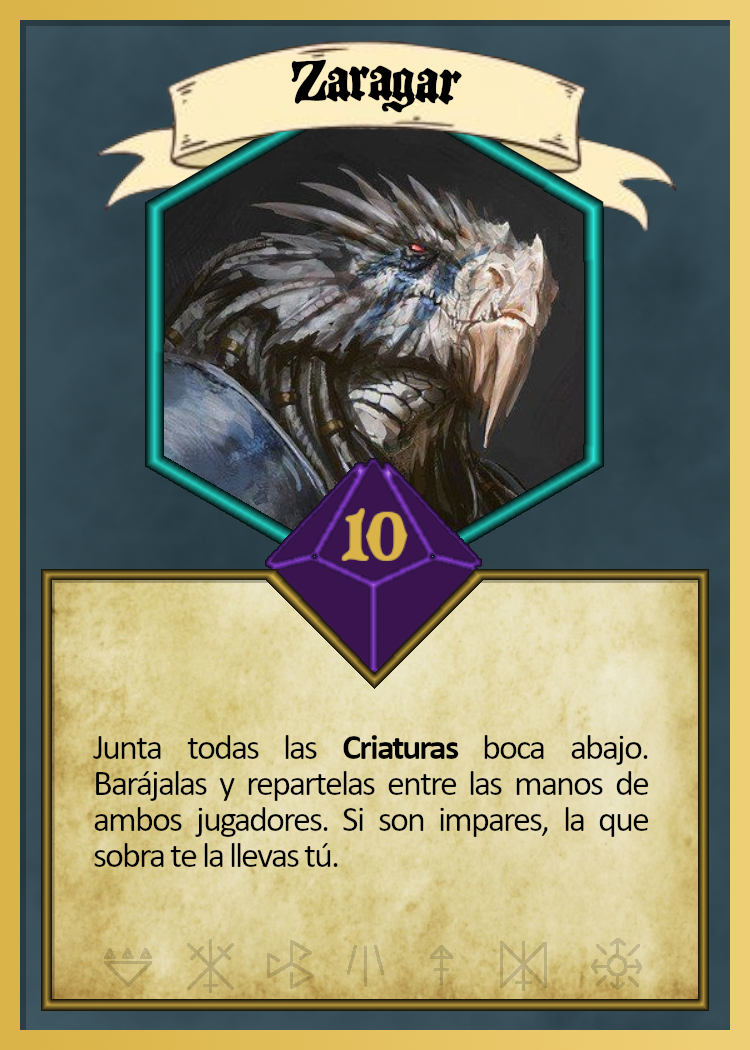 Zaragar
10
Junta todas las Criaturas boca abajo.
Barájalas y repartelas entre las manos de
ambos jugadores. Si son impares, la que
sobra te la llevas tú.